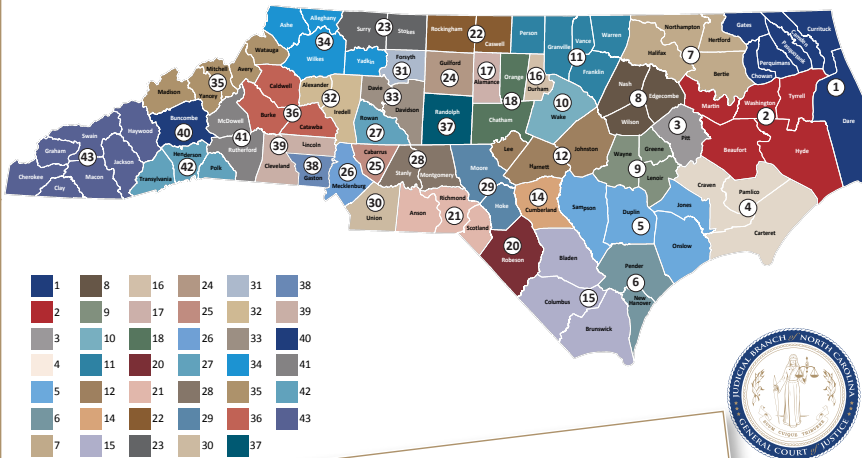 Ashe
Alleghany
Surry
23
Stokes
Rockingham
22
Caswell
Person
Granville
Vance
Warren
11
Franklin
Northampton
Hertford
Halifax
7
Bertie
Gates
Currituck
Camden
Pasquotank
Perquimans
Chowan
1
Dare
34
Wilkes
Yadkin
Forsyth
31
Guilford
24
17
Alamance
Orange
18
Chatham
16
Durham
10
Wake
Nash
8
Edgecombe
Wilson
Martin
Washington
Tyrrell
2
Beaufort
Hyde
Watauga
Mitchell
35
Avery
Yancey
Madison
Caldwell
36
Burke
Catawba
Alexander
32
Iredell
Davie
33
Davidson
Rowan
27
Randolph
37
Lee
12
Harnett
Johnston
Wayne
Greene
9
Lenoir
3
Pitt
Craven
Pamlico
4
Carteret
Buncombe
40
McDowell
41
Rutherford
Haywood
Swain
Graham
43
Jackson
Macon
Cherokee
Clay
Transylvania
Henderson
42
Polk
39
Cleveland
Lincoln
38
Gaston
26
Mecklenburg
Cabarrus
25
28
Stanly
Montgomery
30
Union
Anson
Richmond
21
Scotland
Moore
29
Hoke
14
Cumberland
Sampson
Duplin
5
Jones
Onslow
20
Robeson
Bladen
Columbus
15
Brunswick
Pender
6
New
Hanover
1 8 16 24 31 38
2 9 17 25 32 39
3 10 18 26 33 40
4 11 20 27 34 41
5 12 21 28 35 42
6 14 22 29 36 43
7 15 23 30 37
JUDICIAL BRANCH of NORTH CAROLINA
SUUM CUIQUE TRIBUERE
GENERAL COURT of JUSTICE